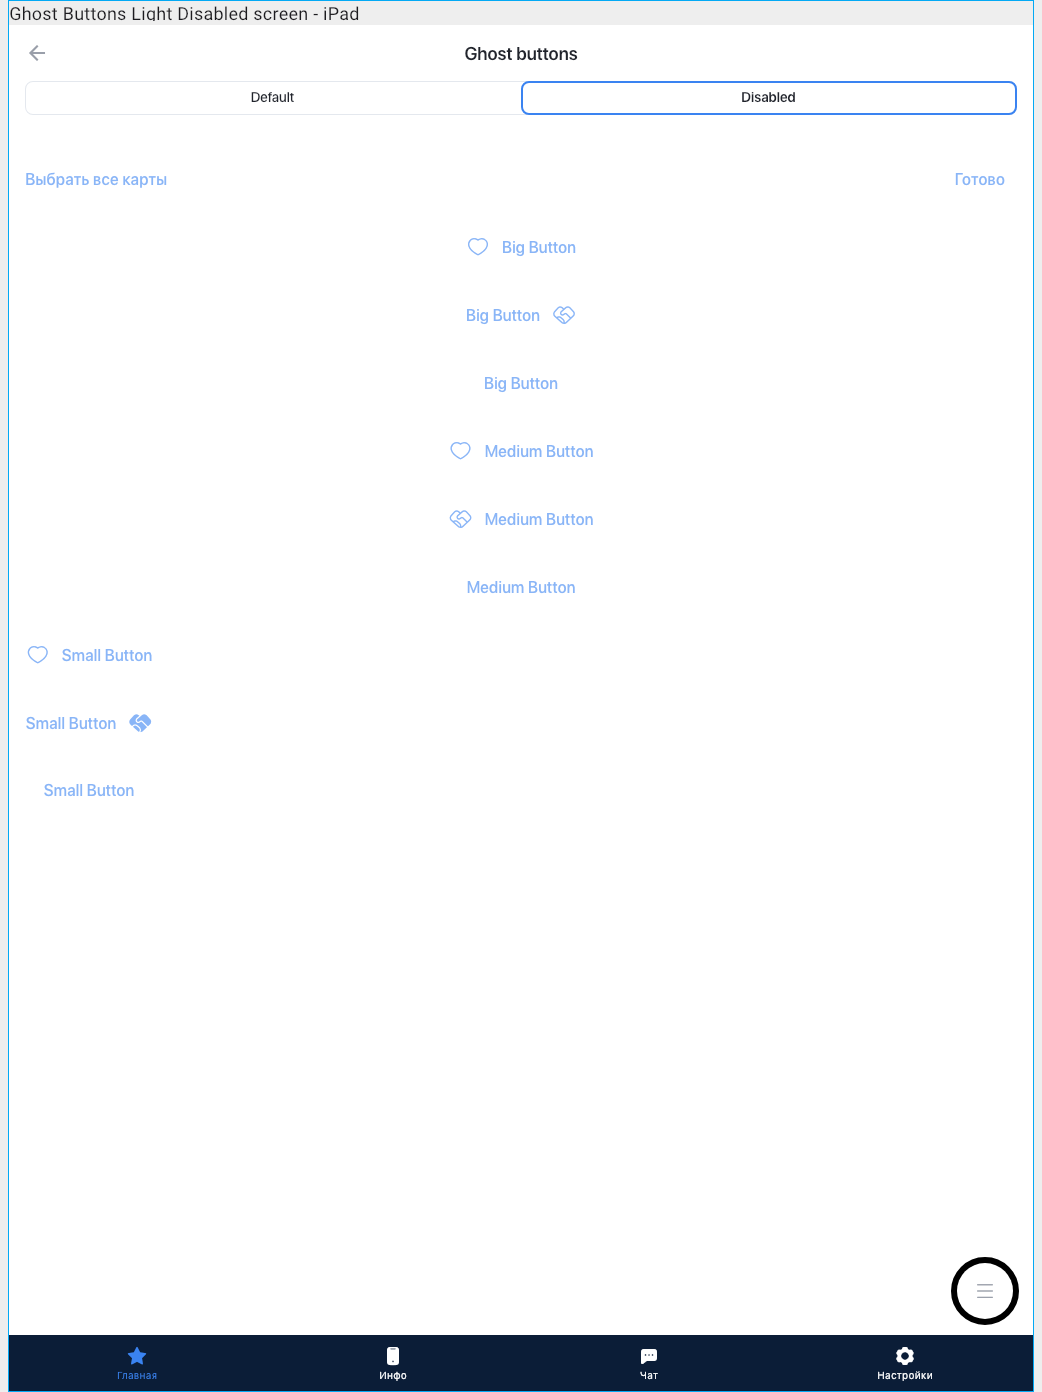 Ghost Buttons Light Disabled screen - iPad
Ghost buttons
Default
Disabled
Выбрать все карты
Готово
Big Button
Big Button
Big Button
Medium Button
Medium Button
Medium Button
Small Button
Small Button
Small Button
Главная
Инфо
Чат
Настройки